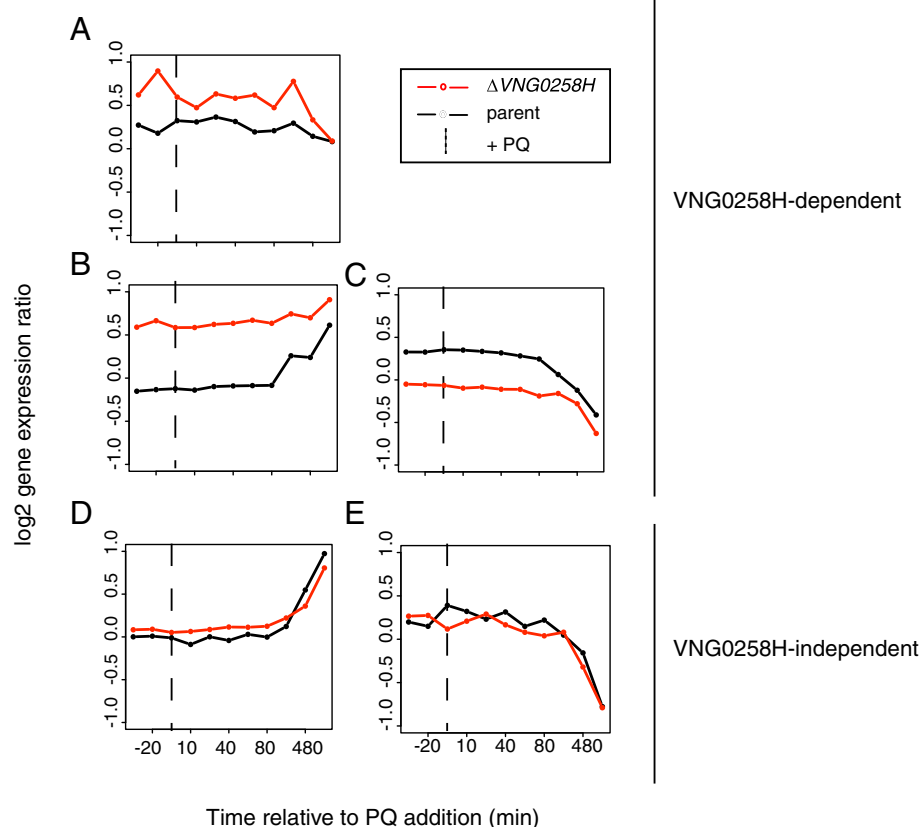 A
1.0
0.5
0.0
-0.5
-1.0
ΔVNG0258H
parent
+ PQ
VNG0258H-dependent
B
1.0
0.5
0.0
-0.5
-1.0
C
1.0
0.5
0.0
-0.5
-1.0
log2 gene expression ratio
D
1.0
0.5
0.0
-0.5
-1.0
-20 10 40 80 480
E
1.0
0.5
0.0
-0.5
-1.0
-20 10 40 80 480
VNG0258H-independent
Time relative to PQ addition (min)